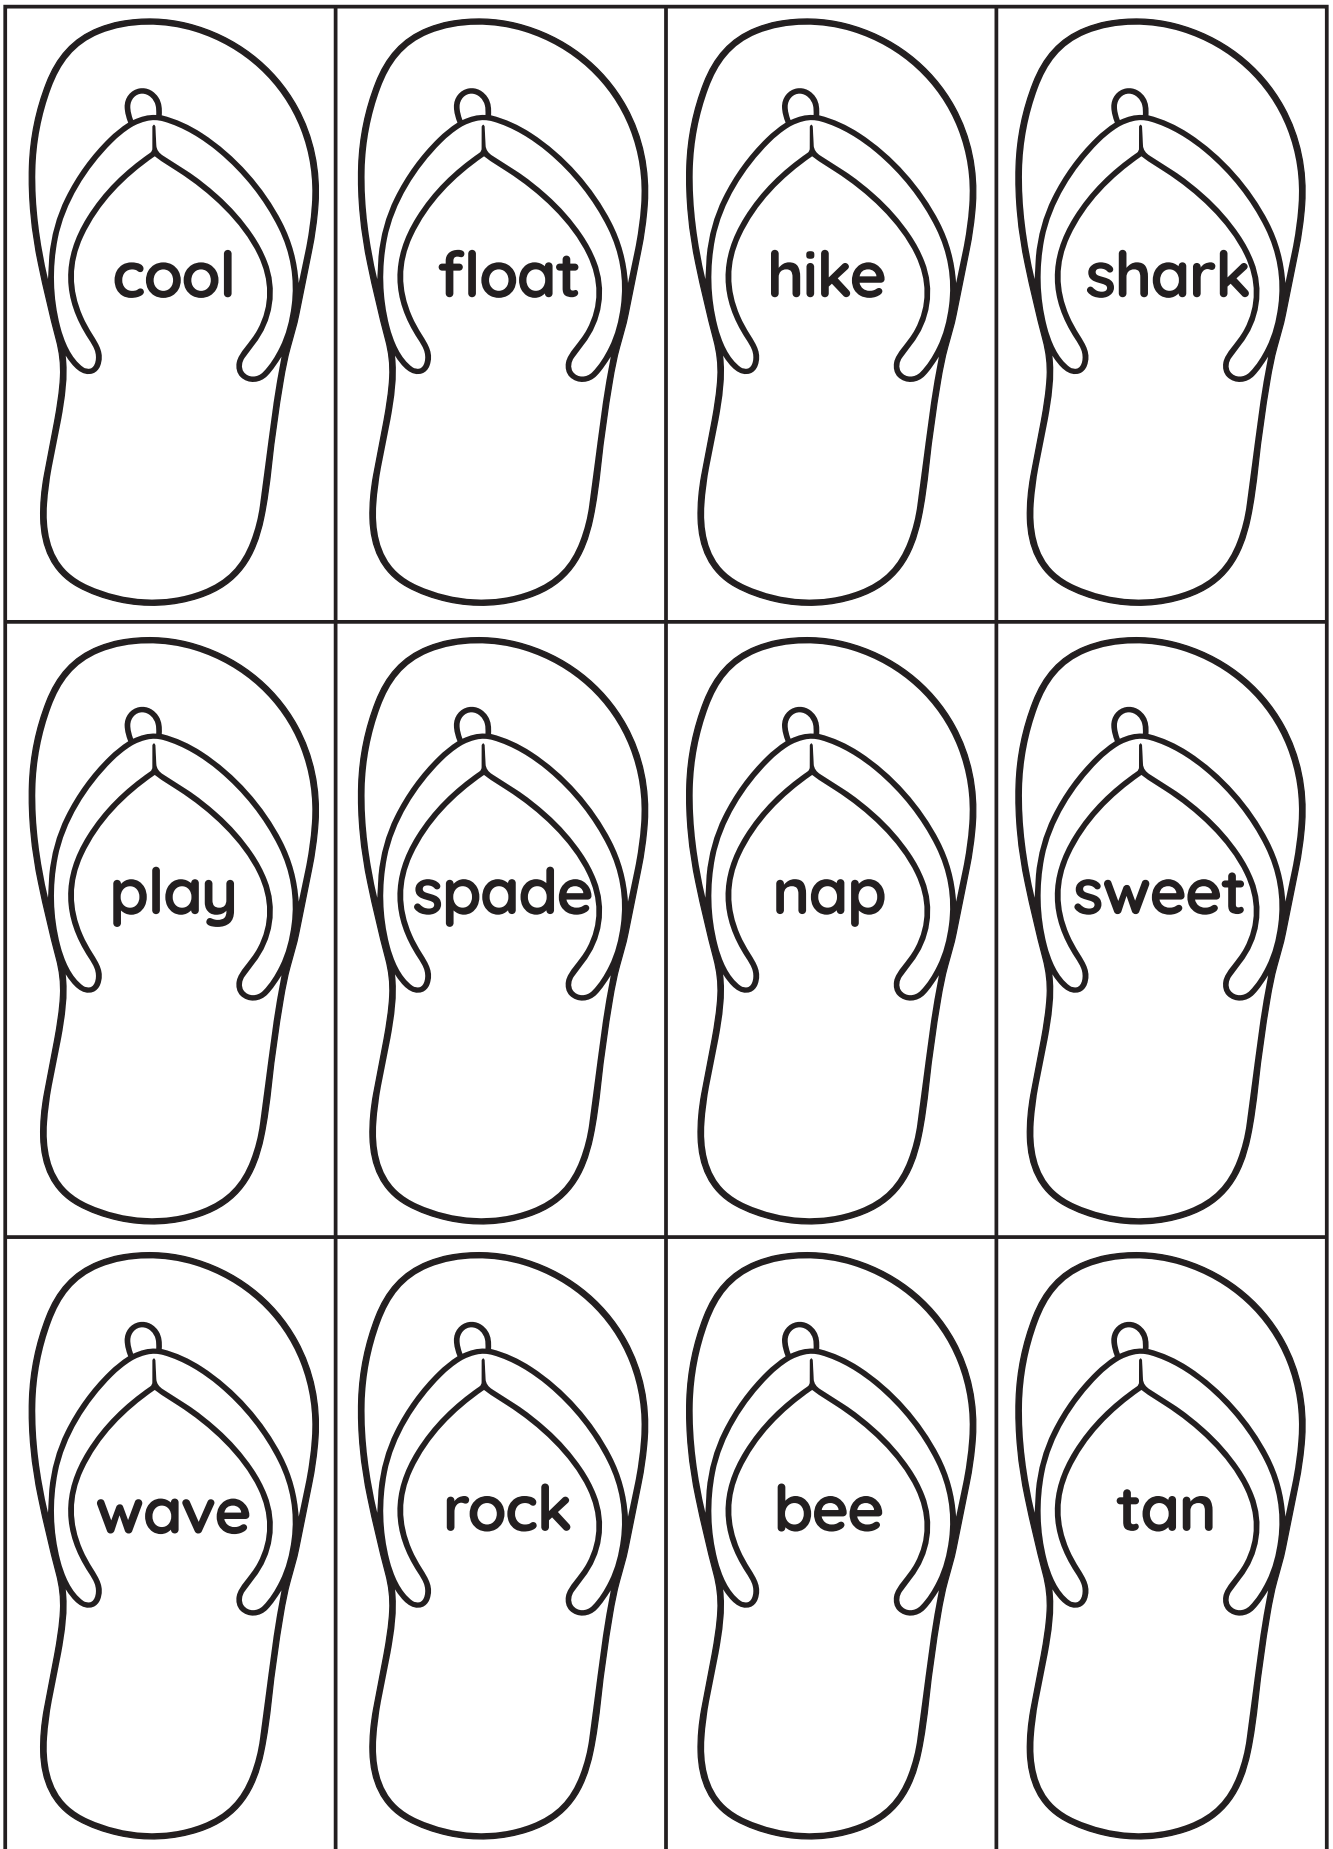 cool
float
hike
shark
play
spade
nap
sweet
wave
rock
bee
tan